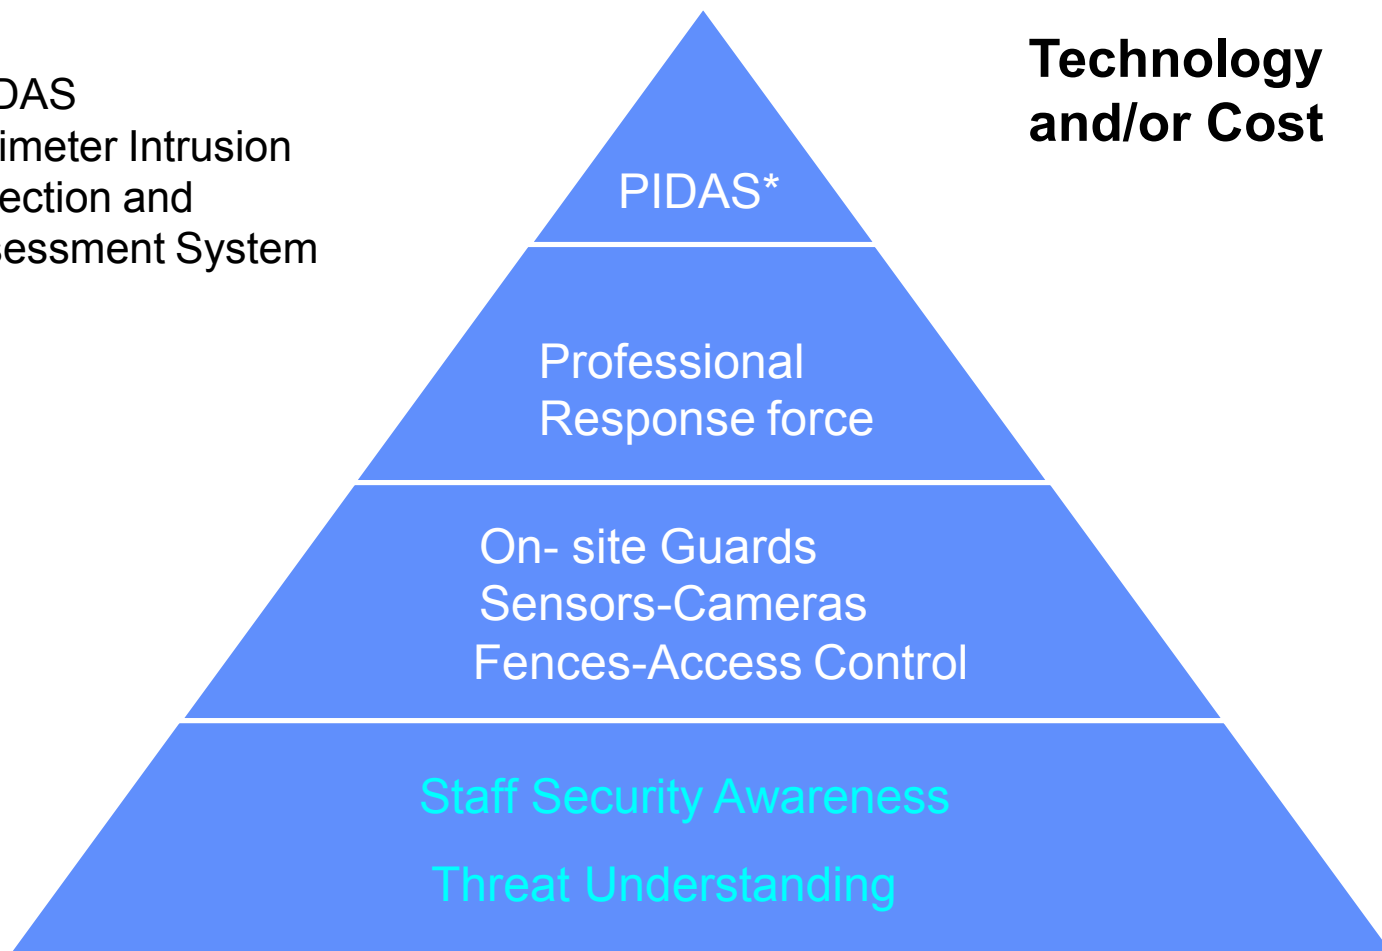 DAS
imeter Intrusion
ection and
sessment System
Technology
and/or Cost
PIDAS*
Professional
Response force
On- site Guards
Sensors-Cameras
Fences-Access Control
Staff Security Awareness
Threat Understanding